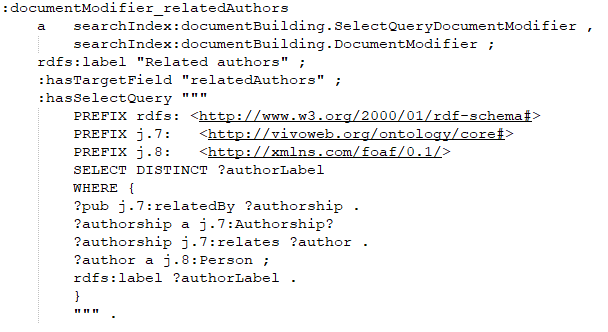 :documentModifier_relatedAuthors
a searchIndex:documentBuilding.SelectQueryDocumentModifier ,
searchIndex:documentBuilding.DocumentModifier ;
rdfs:label "Related authors" ;
:hasTargetField "relatedAuthors" ;
:hasSelectQuery """
PREFIX rdfs: <http://www.w3.org/2000/01/rdf-schema#>
PREFIX j.7: <http://vivoweb.org/ontology/core#>
PREFIX j.8: <http://xmlns.com/foaf/0.1/>
SELECT DISTINCT ?authorLabel
WHERE {
?pub j.7:relatedBy ?authorship .
?authorship a j.7:Authorship?
?authorship j.7:relates ?author .
?author a j.8:Person ;
rdfs:label ?authorLabel .
}
""" .